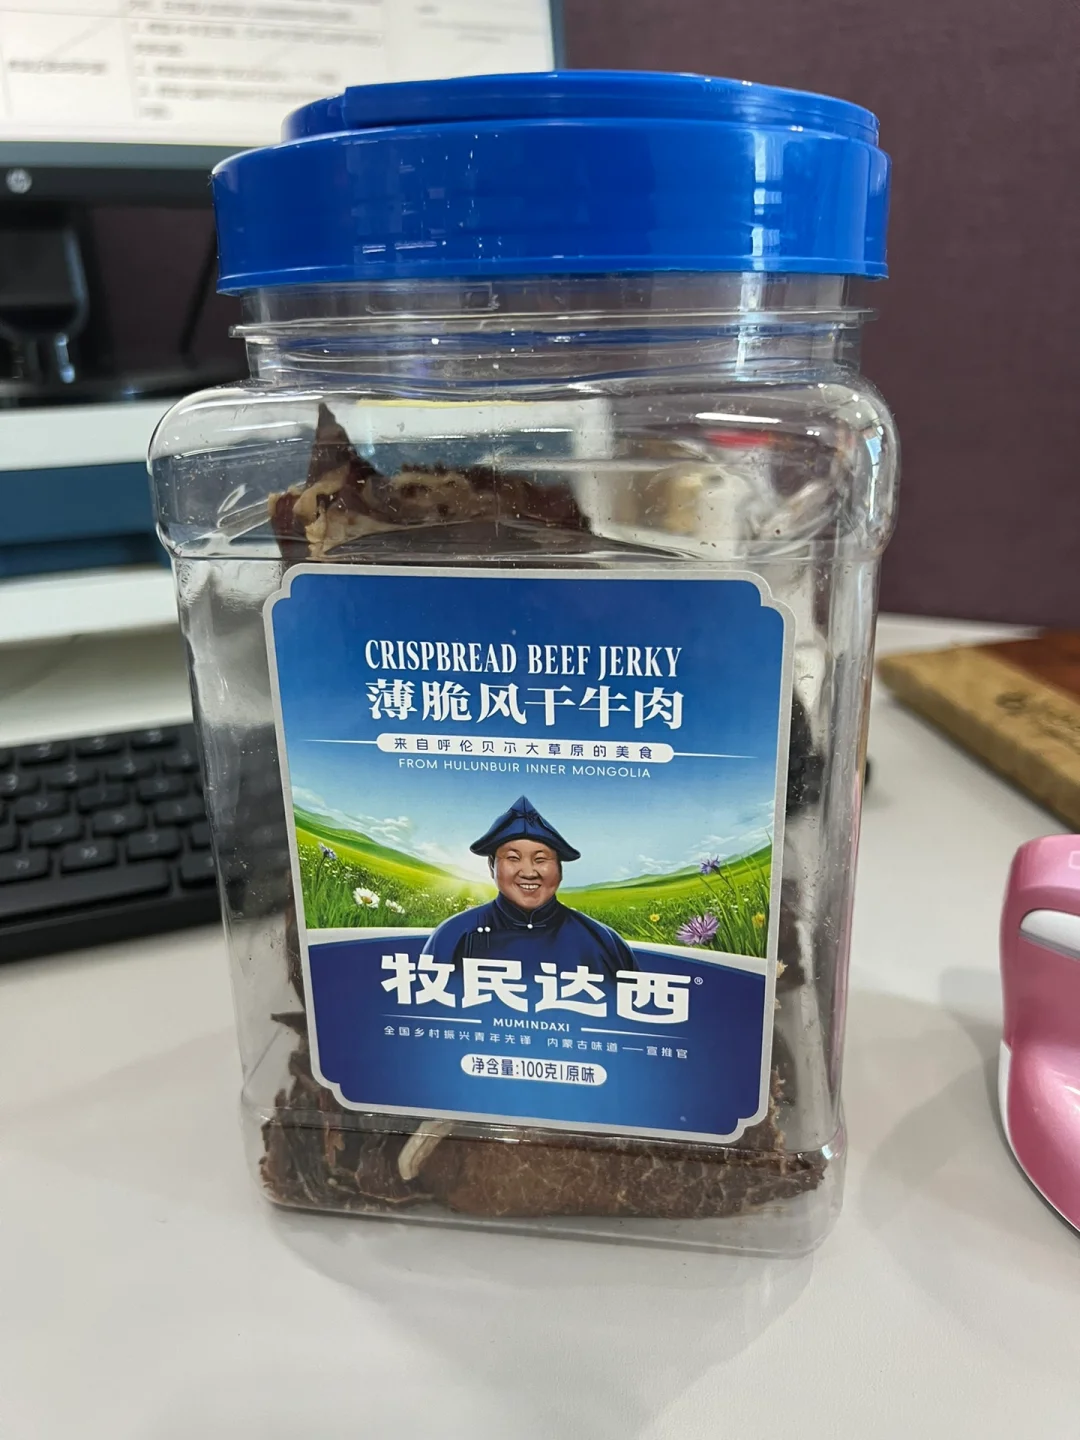 CRISPBREAD BEEF JERKY
薄脆风干牛肉
来自呼伦贝尔大草原的美食
FROM HULUNBUIR INNER MONGOLIA
牧民达西®
MUMINDAXI
全国乡村振兴青年先锋 内蒙古味道——宣推官
净含量:100克|原味
hp